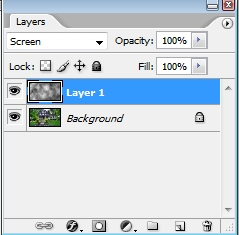 Layers
Screen Opacity: 100%
Lock: Fill: 100%
Layer 1
Background